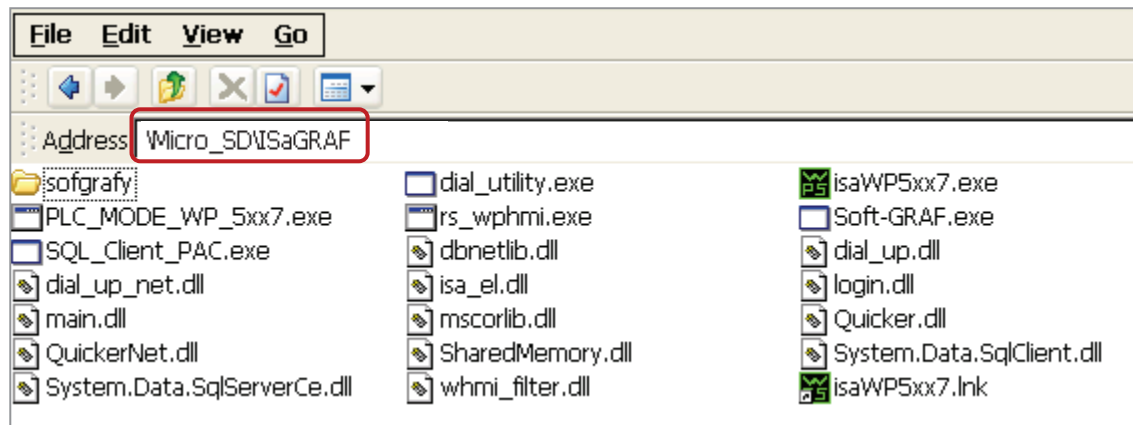 File Edit View Go
Address \Micro_SD\ISaGRAF
sofgrafy dial_utility.exe isaWP5xx7.exe
PLC_MODE_WP_5xx7.exe rs_wphmi.exe Soft-GRAF.exe
SQL_Client_PAC.exe dbnetlib.dll dial_up.dll
dial_up_net.dll isa_el.dll login.dll
main.dll mscorlib.dll Quicker.dll
QuickerNet.dll SharedMemory.dll System.Data.SqlClient.dll
System.Data.SqlServerCe.dll whmi_filter.dll isaWP5xx7.lnk